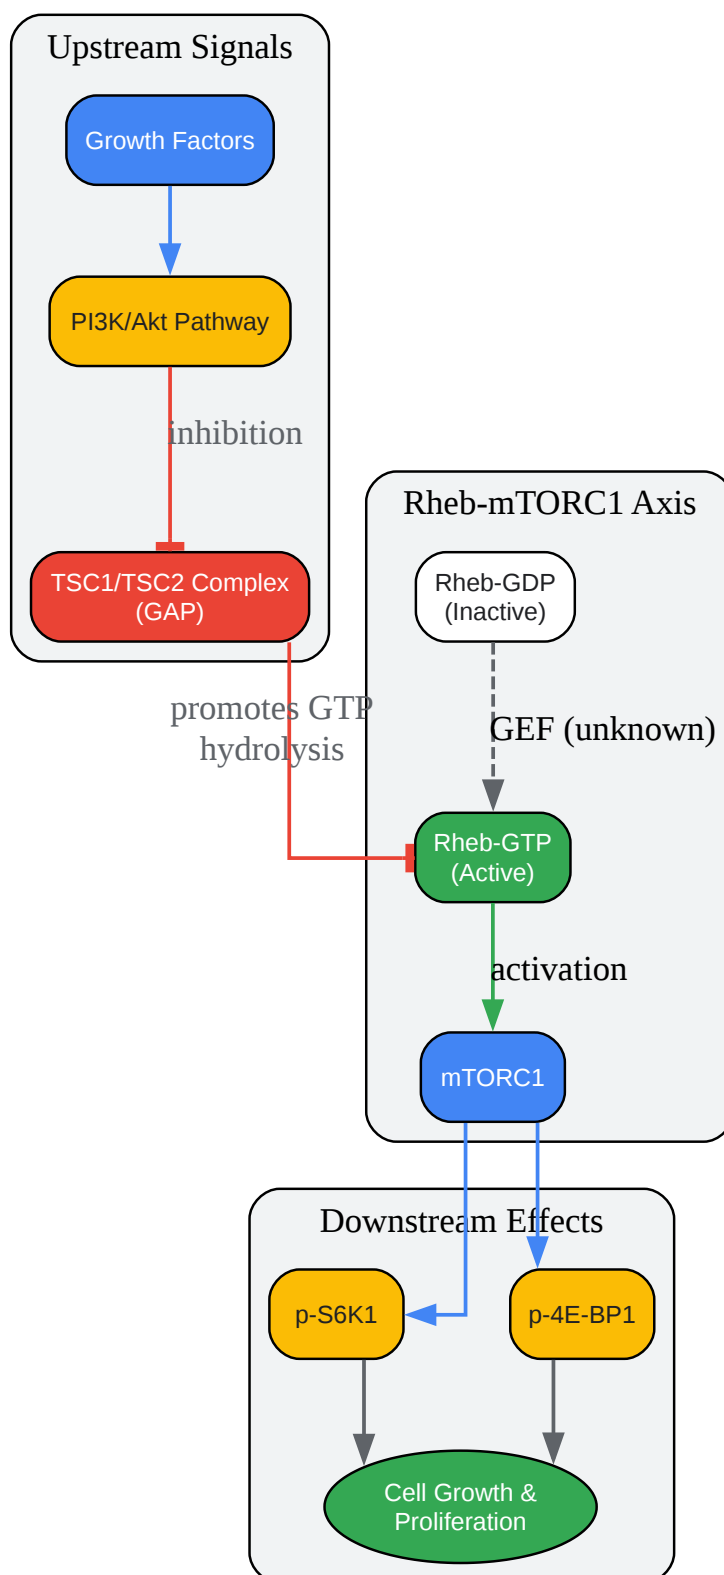 Upstream Signals
Growth Factors
PI3K/Akt Pathway
inhibition
TSC1/TSC2 Complex
(GAP)
promotes GTP
hydrolysis
Rheb-mTORC1 Axis
Rheb-GDP
(Inactive)
GEF (unknown)
Rheb-GTP
(Active)
activation
mTORC1
Downstream Effects
p-S6K1
p-4E-BP1
Cell Growth &
Proliferation